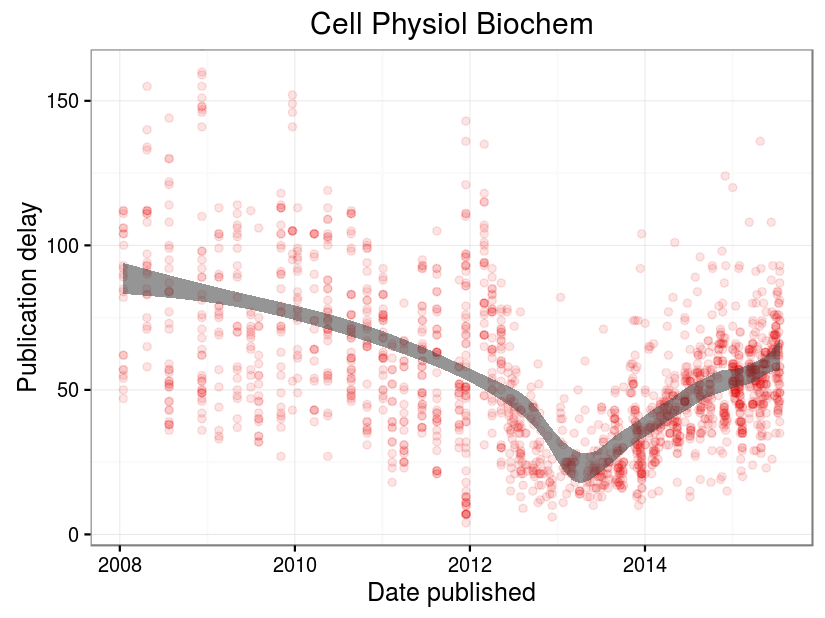 Cell Physiol Biochem
Publication delay
150
100
50
0
2008 2010 2012 2014
Date published